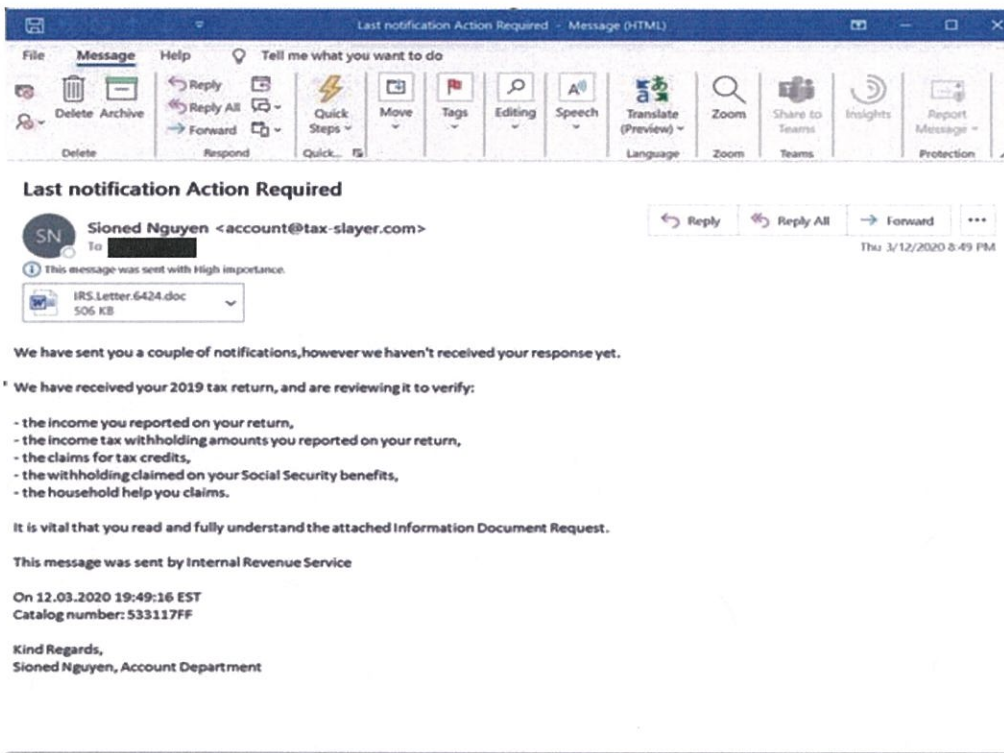 Last notification Action Required - Message (HTML)
File Message Help Tell me what you want to do
Delete Archive
Reply
Reply All
Forward
Quick Steps
Move
Tags
Editing
Speech
Translate (Preview)
Zoom
Share to Teams
Insights
Report Message
Delete Respond Quick... Language Zoom Teams Protection
Last notification Action Required
SN
Sioned Nguyen <account@tax-slayer.com>
To
Reply Reply All Forward
Thu 3/12/2020 8:49 PM
This message was sent with High importance.
IRS.Letter.6424.doc
506 KB
We have sent you a couple of notifications,however we haven't received your response yet.
We have received your 2019 tax return, and are reviewing it to verify:
- the income you reported on your return,
- the income tax withholding amounts you reported on your return,
- the claims for tax credits,
- the withholding claimed on your Social Security benefits,
- the household help you claims.
It is vital that you read and fully understand the attached Information Document Request.
This message was sent by Internal Revenue Service
On 12.03.2020 19:49:16 EST
Catalog number: 533117FF
Kind Regards,
Sioned Nguyen, Account Department